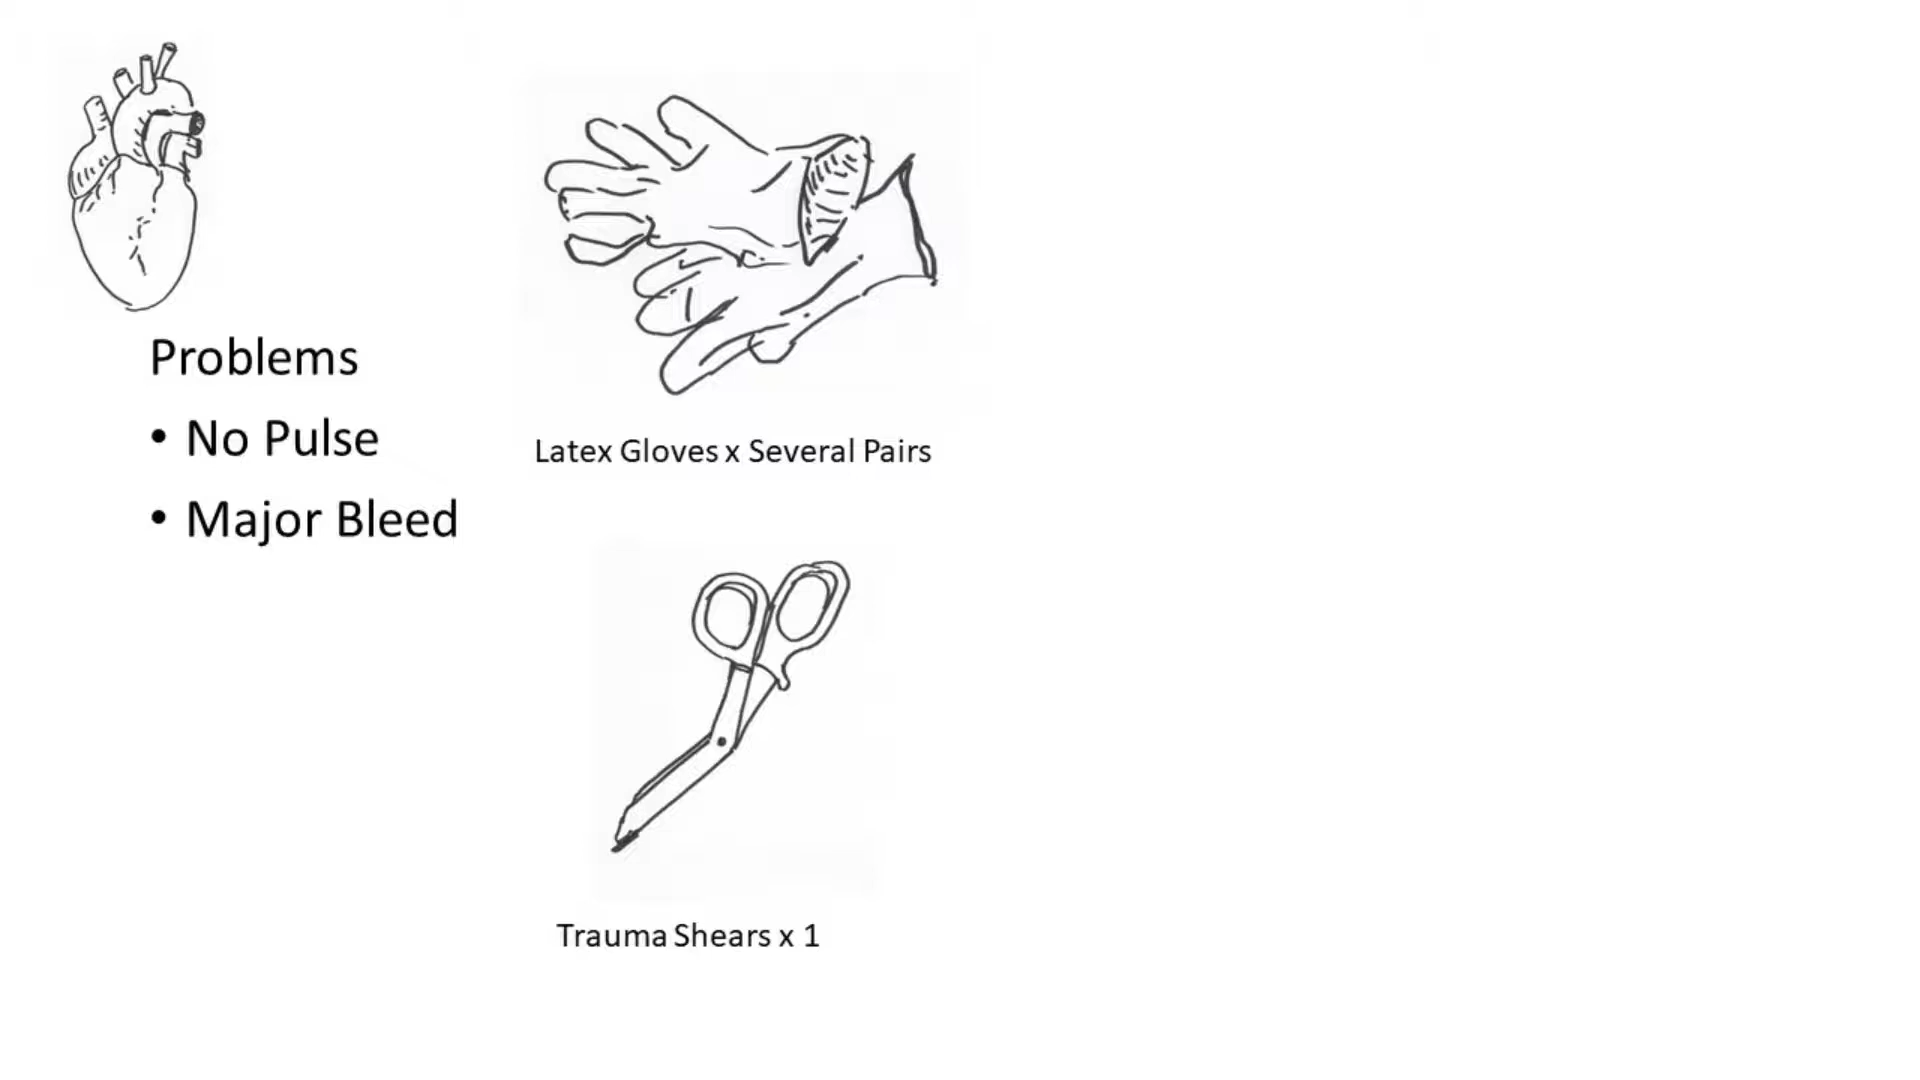 Problems
• No Pulse
• Major Bleed
Latex Gloves x Several Pairs
Trauma Shears x 1